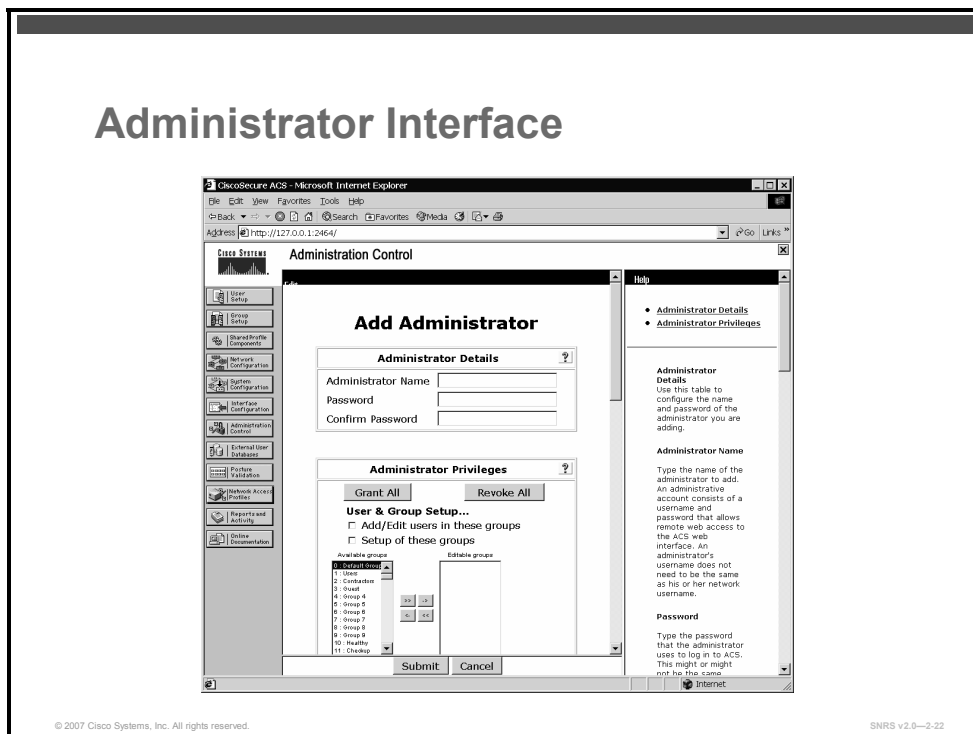 Administrator Interface
CiscoSecure ACS - Microsoft Internet Explorer
File Edit View Favorites Tools Help
Back Search Favorites Media
Address http://127.0.0.1:2464/ Go Links »
CISCO SYSTEMS
Administration Control
User Setup
Group Setup
Shared Profile Components
Network Configuration
System Configuration
Interface Configuration
Administration Control
External User Databases
Posture Validation
Network Access Profiles
Reports and Activity
Online Documentation
Edit
Add Administrator
Administrator Details ?
Administrator Name
Password
Confirm Password
Administrator Privileges ?
Grant All Revoke All
User & Group Setup...
Add/Edit users in these groups
Setup of these groups
Available groups Editable groups
0 : Default Group
1 : Users
2 : Contractors
3 : Guest
4 : Group 4
5 : Group 5
6 : Group 6
7 : Group 7
8 : Group 8
9 : Group 9
10 : Healthy
11 : Checkup
>> ->
<- <<
Submit Cancel
Help
• Administrator Details
• Administrator Privileges
Administrator
Details
Use this table to
configure the name
and password of the
administrator you are
adding.
Administrator Name
Type the name of the
administrator to add.
An administrative
account consists of a
username and
password that allows
remote web access to
the ACS web
interface. An
administrator's
username does not
need to be the same
as his or her network
username.
Password
Type the password
that the administrator
uses to log in to ACS.
This might or might
not be the same
Internet
© 2007 Cisco Systems, Inc. All rights reserved.
SNRS v2.0—2-22